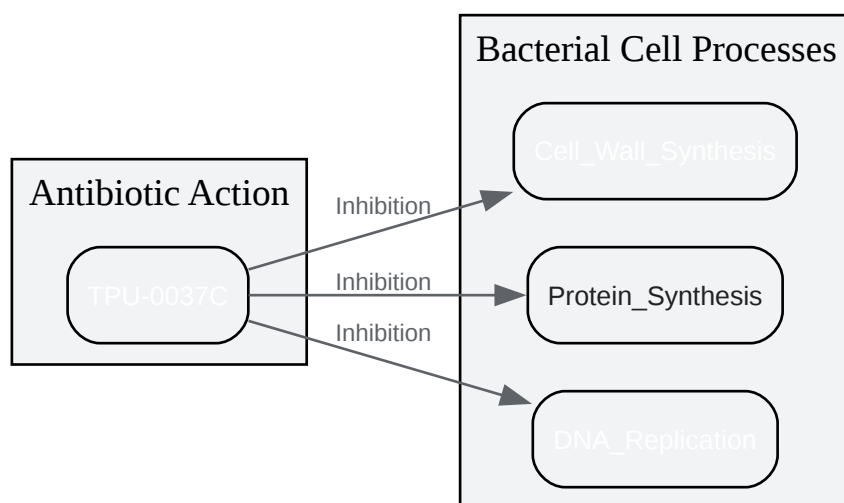 Bacterial Cell Processes
Cell_Wall_Synthesis
Antibiotic Action
Inhibition
TPU-0037C
Inhibition
Protein_Synthesis
Inhibition
DNA_Replication